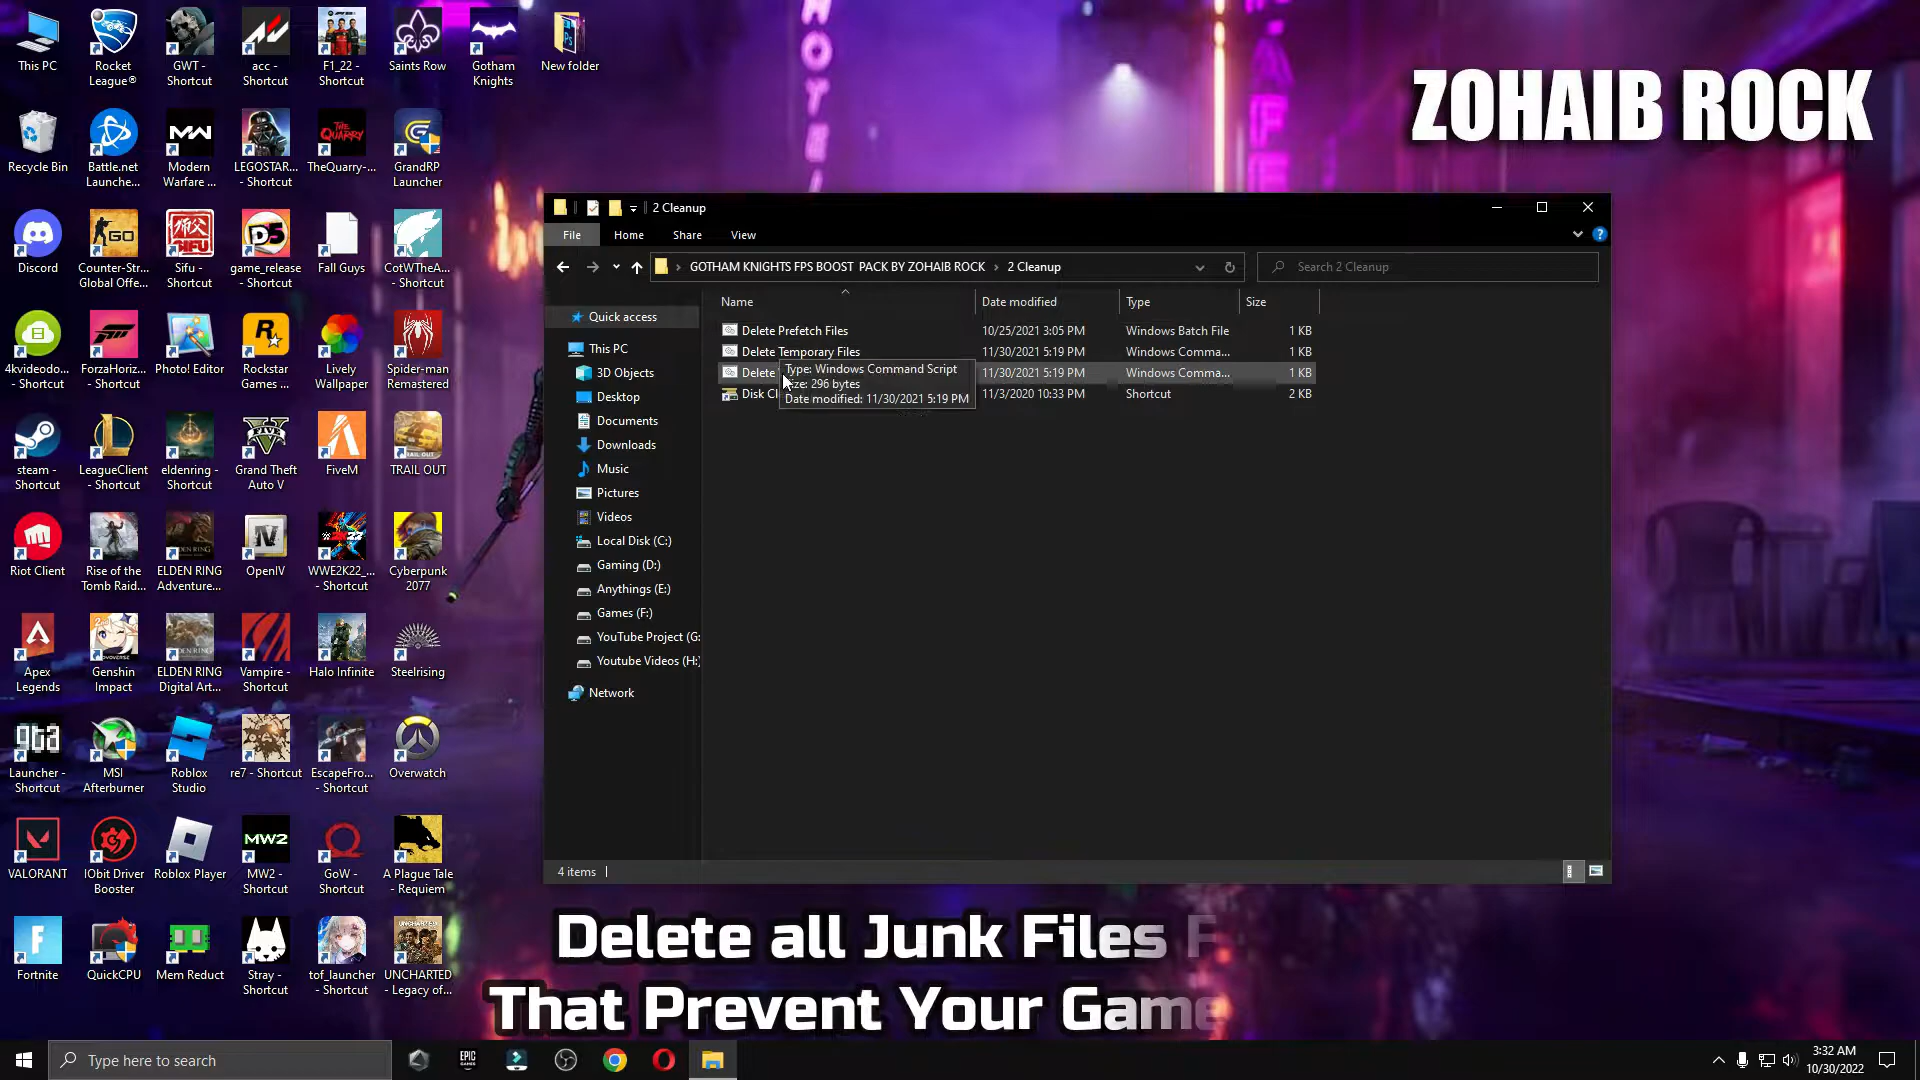 This PC
Rocket
League®
GWT -
Shortcut
acc -
Shortcut
F1_22 -
Shortcut
Saints Row
Gotham
Knights
New folder
ZOHAIB ROCK
Recycle Bin
Battle.net
Launche...
Modern
Warfare ...
LEGOSTAR...
- Shortcut
TheQuarry-...
GrandRP
Launcher
Discord
Counter-Str...
Global Offe...
Sifu -
Shortcut
game_release
- Shortcut
Fall Guys
CotWTheA...
- Shortcut
4kvideodo...
- Shortcut
ForzaHoriz...
- Shortcut
Photo! Editor
Rockstar
Games ...
Lively
Wallpaper
Spider-man
Remastered
steam -
Shortcut
LeagueClient
- Shortcut
eldenring -
Shortcut
Grand Theft
Auto V
FiveM
TRAIL OUT
Riot Client
Rise of the
Tomb Raid...
ELDEN RING
Adventure...
OpenIV
WWE2K22_...
- Shortcut
Cyberpunk
2077
Apex
Legends
Genshin
Impact
ELDEN RING
Digital Art...
Vampire -
Shortcut
Halo Infinite
Steelrising
Launcher -
Shortcut
MSI
Afterburner
Roblox
Studio
re7 - Shortcut
EscapeFro...
- Shortcut
Overwatch
VALORANT
IObit Driver
Booster
Roblox Player
MW2 -
Shortcut
GoW -
Shortcut
A Plague Tale
- Requiem
Fortnite
QuickCPU
Mem Reduct
Stray -
Shortcut
tof_launcher
- Shortcut
UNCHARTED
- Legacy of...
2 Cleanup
File Home Share View
GOTHAM KNIGHTS FPS BOOST PACK BY ZOHAIB ROCK › 2 Cleanup
Search 2 Cleanup
Name Date modified Type Size
Delete Prefetch Files 10/25/2021 3:05 PM Windows Batch File 1 KB
Delete Temporary Files 11/30/2021 5:19 PM Windows Comma... 1 KB
Delete 11/30/2021 5:19 PM Windows Comma... 1 KB
Disk Cl 11/3/2020 10:33 PM Shortcut 2 KB
Type: Windows Command Script
Size: 296 bytes
Date modified: 11/30/2021 5:19 PM
Quick access
This PC
3D Objects
Desktop
Documents
Downloads
Music
Pictures
Videos
Local Disk (C:)
Gaming (D:)
Anythings (E:)
Games (F:)
YouTube Project (G:
Youtube Videos (H:)
Network
4 items
Delete all Junk Files F
That Prevent Your Game
Type here to search
3:32 AM
10/30/2022